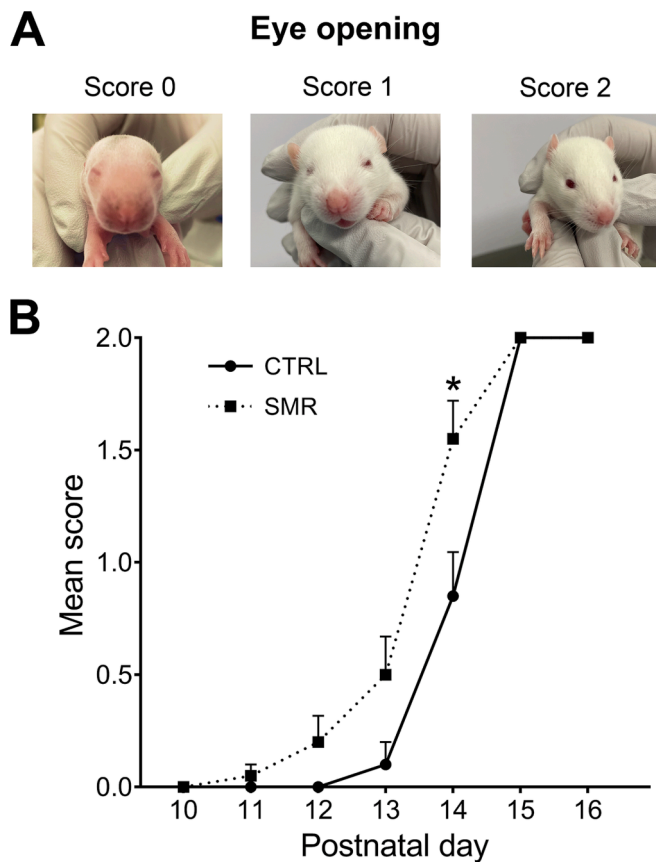 A
Eye opening
Score 0 Score 1 Score 2
B
2.0
CTRL
SMR
*
1.5
Mean score
1.0
0.5
0.0
10 11 12 13 14 15 16
Postnatal day